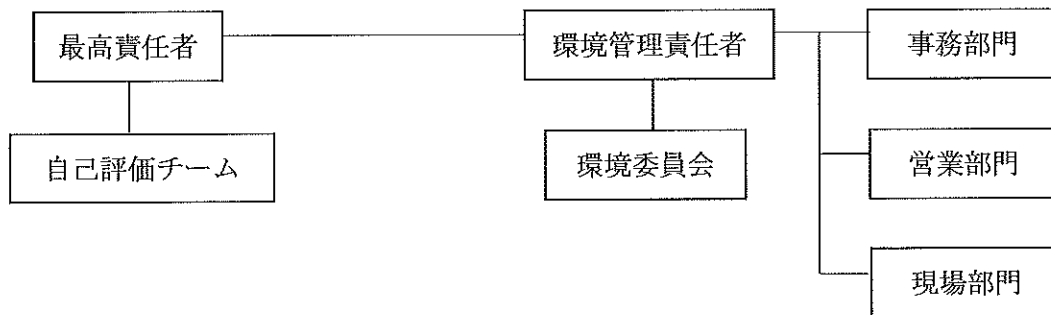 最高責任者
環境管理責任者
事務部門
自己評価チーム
環境委員会
営業部門
現場部門